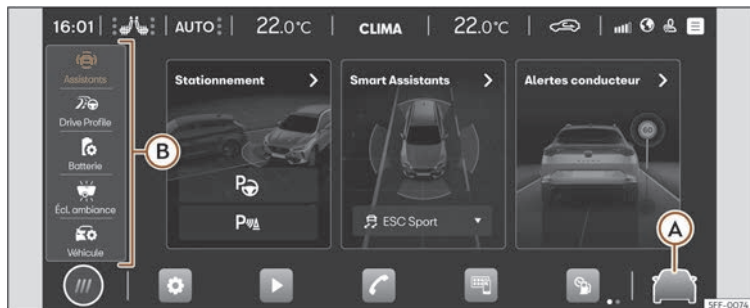 16:01 AUTO 22.0°C CLIMA 22.0°C
Assistants
Drive Profile
Batterie
Écl. ambiance
Véhicule
B
Stationnement
P
P
Smart Assistants
ESC Sport
Alertes conducteur
60
A
SFF-0074